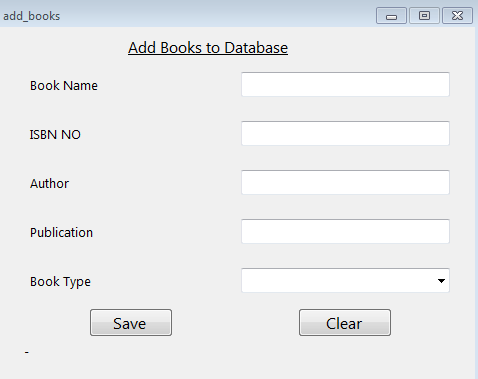 add_books
Add Books to Database
Book Name
ISBN NO
Author
Publication
Book Type
Save Clear
-